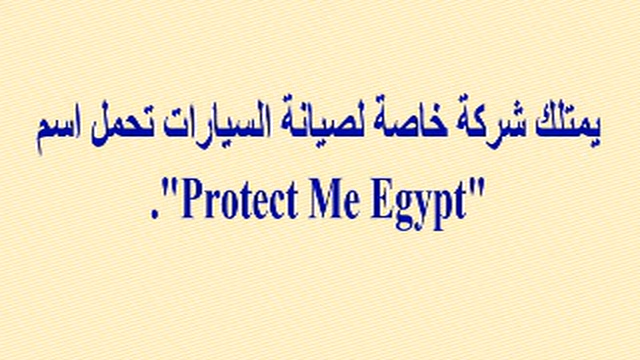 يمتلك شركة خاصة لصيانة السيارات تحمل اسم
"Protect Me Egypt".